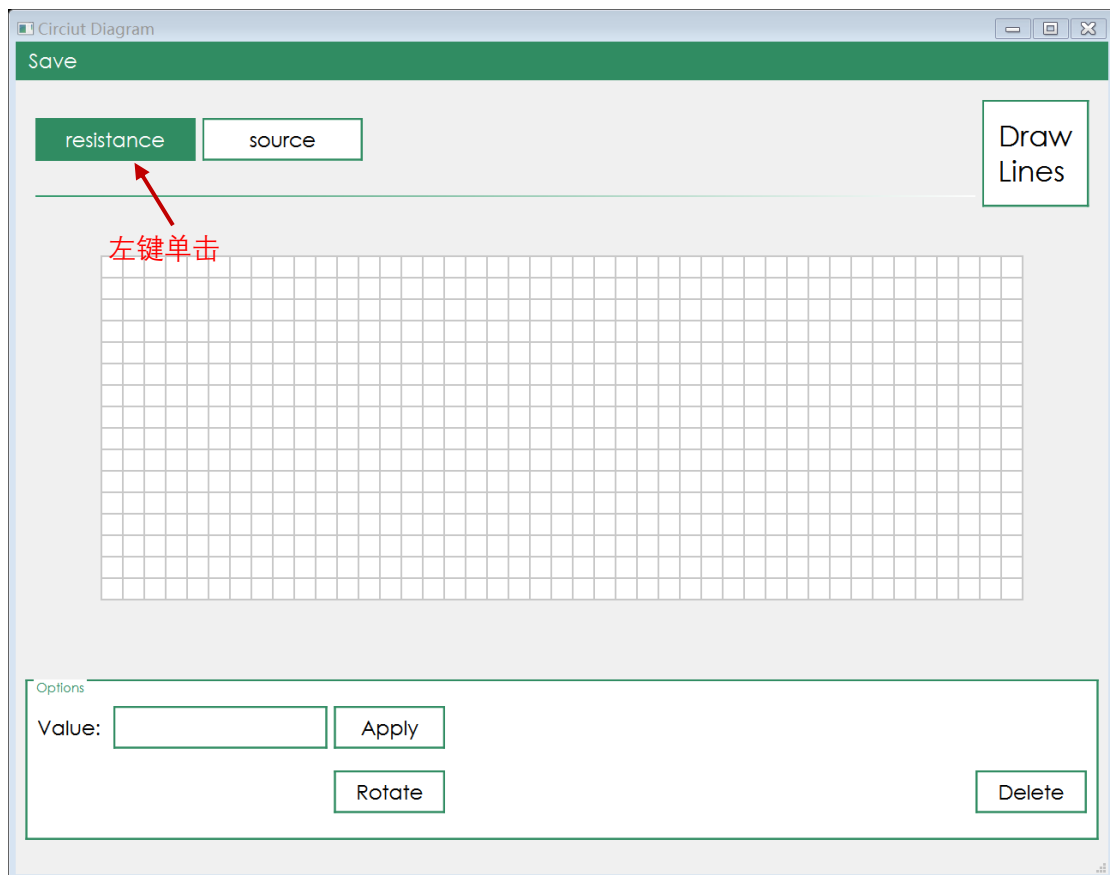 Circiut Diagram
Save
resistance
source
Draw
Lines
左键单击
Options
Value:
Apply
Rotate
Delete